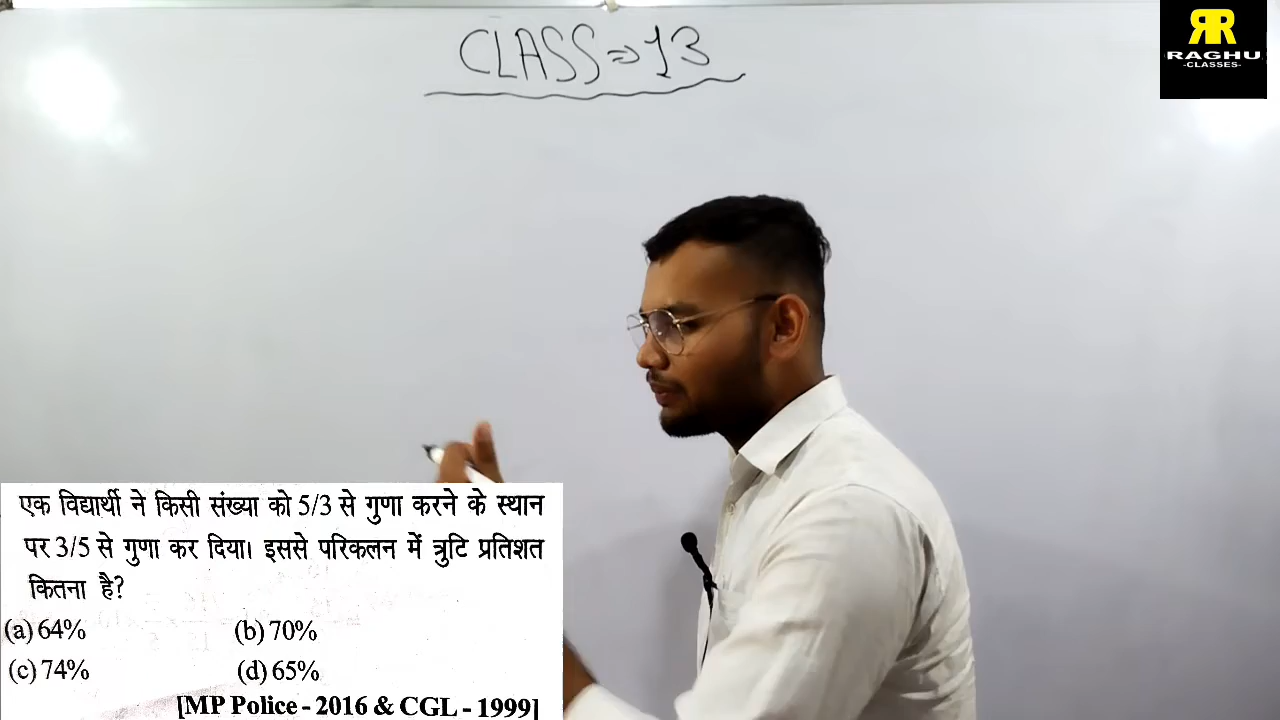 CLASS⇒13
RAGHU
-CLASSES-
एक विद्यार्थी ने किसी संख्या को 5/3 से गुणा करने के स्थान
पर 3/5 से गुणा कर दिया। इससे परिकलन में त्रुटि प्रतिशत
कितना है?
(a) 64% (b) 70%
(c) 74% (d) 65%
[MP Police - 2016 & CGL - 1999]